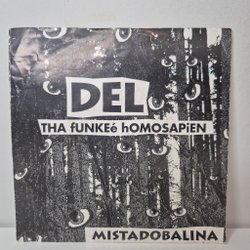 DEL
THA fUNKEé hOMOSAPiEN
MISTADOBALINA